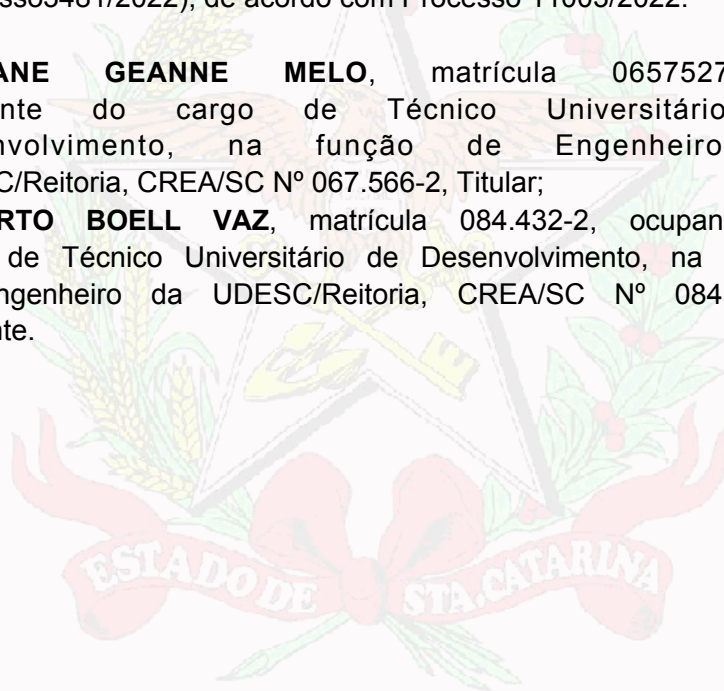 sso5481/2022), de acordo com Processo 11005/2022.
ANE GEANNE MELO, matrícula 0657527
nte do cargo de Técnico Universitário
nvolvimento, na função de Engenheiro
C/Reitoria, CREA/SC Nº 067.566-2, Titular;
RTO BOELL VAZ, matrícula 084.432-2, ocupan
de Técnico Universitário de Desenvolvimento, na
ngenheiro da UDESC/Reitoria, CREA/SC Nº 084
nte.
ESTADO DE STA. CATARINA